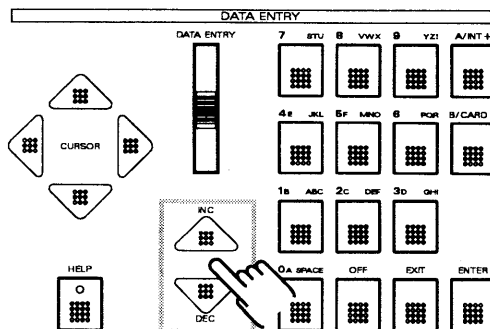 DATA ENTRY
DATA ENTRY
7 STU 8 VWX 9 YZ! A/INT +
CURSOR
4E JKL 5F MNO 6 PQR B/CARD
1B ABC 2C DEF 3D GHI
INC
HELP
0A SPACE OFF EXIT ENTER
DEC